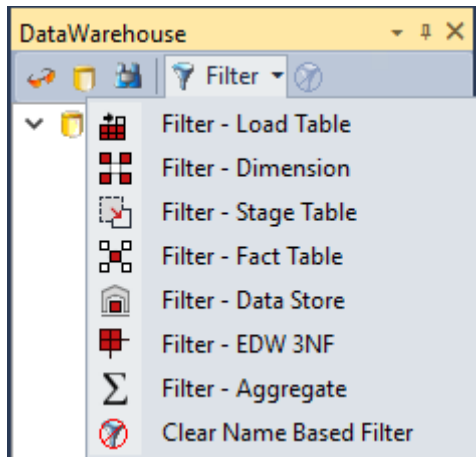 DataWarehouse
Filter
Filter - Load Table
Filter - Dimension
Filter - Stage Table
Filter - Fact Table
Filter - Data Store
Filter - EDW 3NF
Filter - Aggregate
Clear Name Based Filter